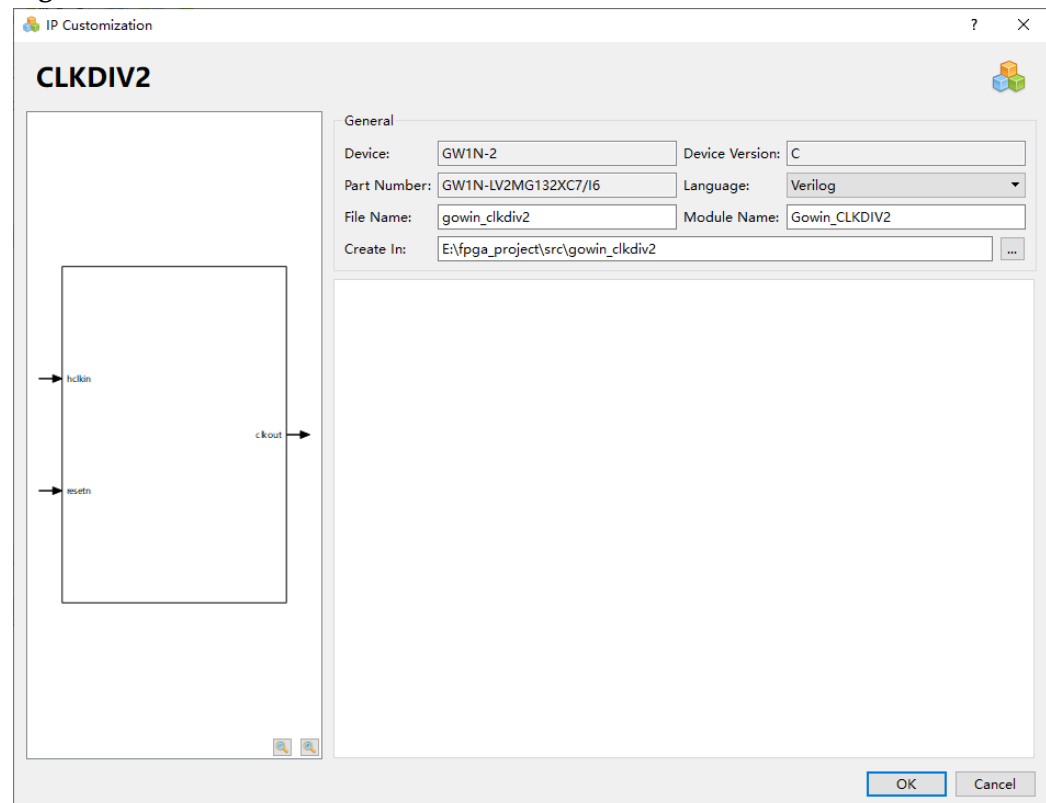 IP Customization
?
CLKDIV2
General
Device: GW1N-2 Device Version: C
Part Number: GW1N-LV2MG132XC7/I6 Language: Verilog
File Name: gowin_clkdiv2 Module Name: Gowin_CLKDIV2
Create In: E:\fpga_project\src\gowin_clkdiv2 ...
hclkin
clkout
resetn
OK Cancel